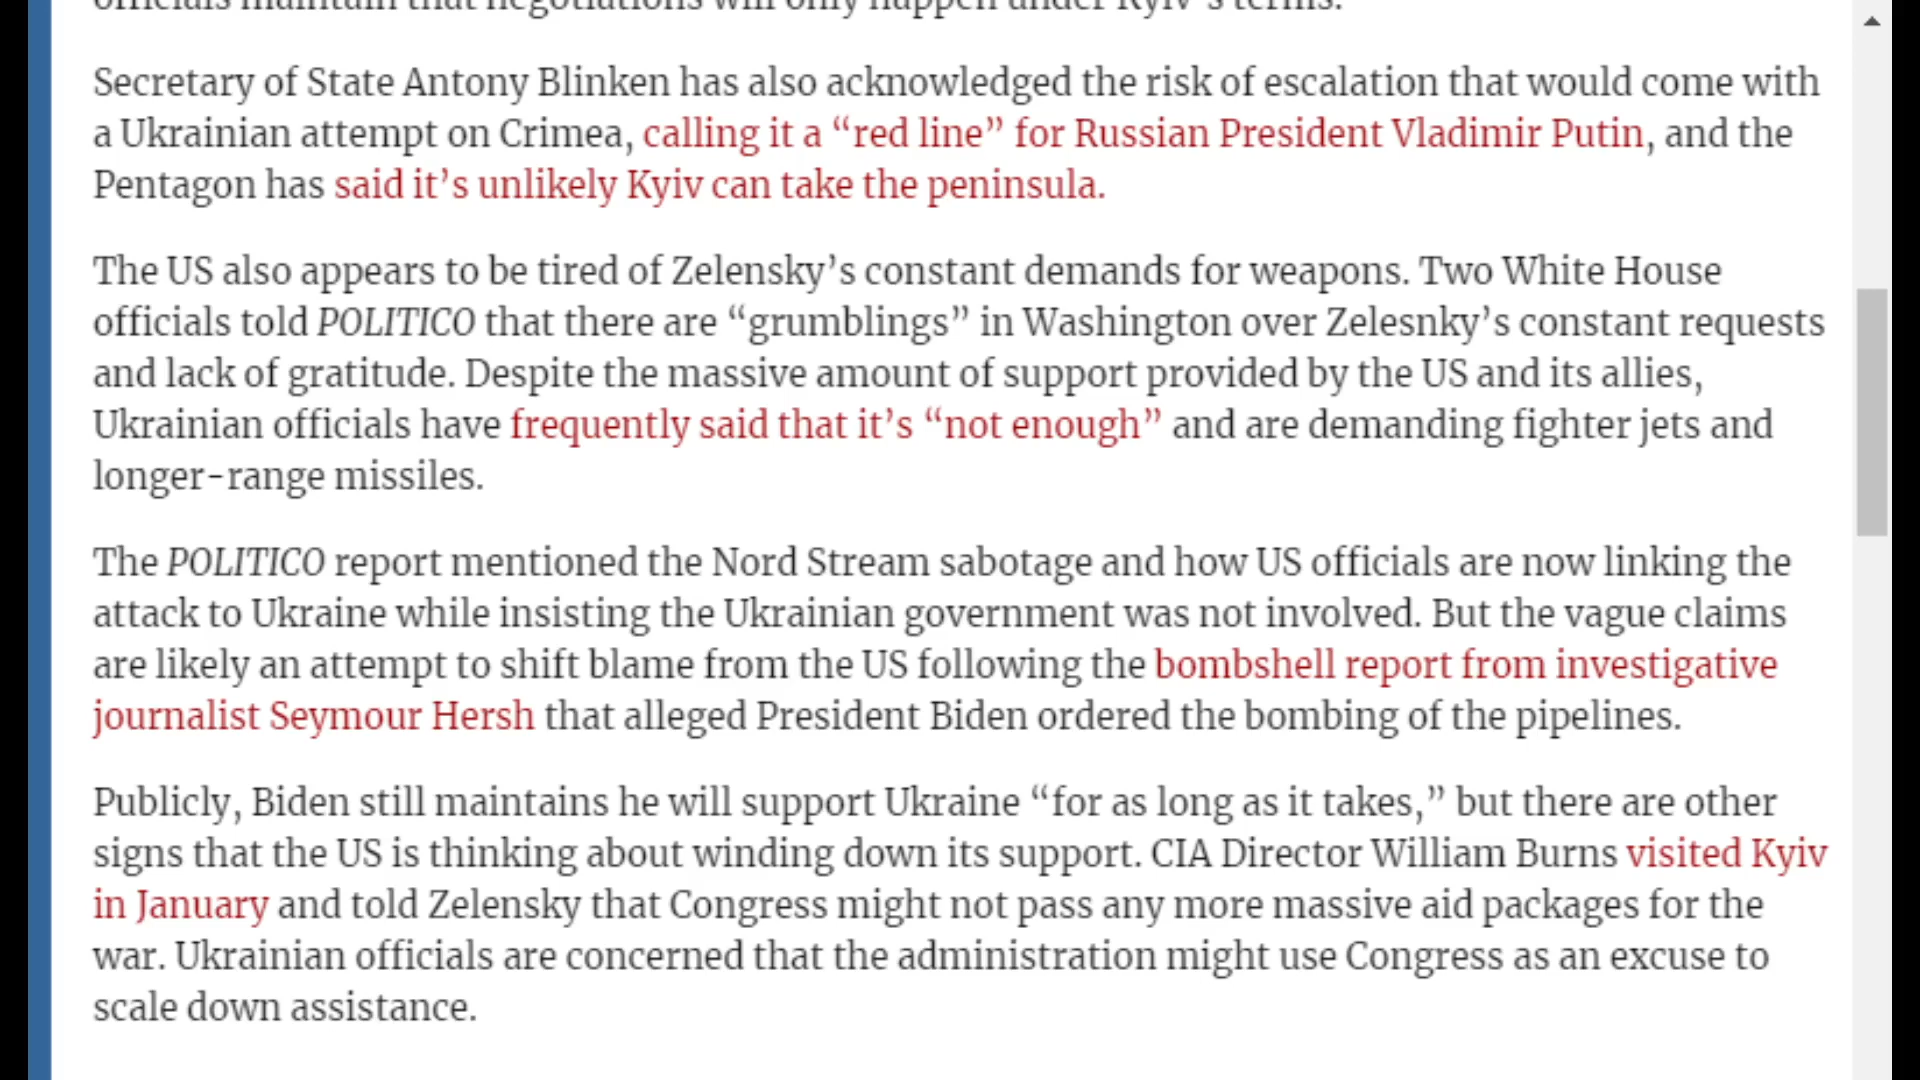 officials maintain that negotiations will only happen under Kyiv's terms.
Secretary of State Antony Blinken has also acknowledged the risk of escalation that would come with
a Ukrainian attempt on Crimea, calling it a “red line” for Russian President Vladimir Putin, and the
Pentagon has said it’s unlikely Kyiv can take the peninsula.
The US also appears to be tired of Zelensky’s constant demands for weapons. Two White House
officials told POLITICO that there are “grumblings” in Washington over Zelesnky’s constant requests
and lack of gratitude. Despite the massive amount of support provided by the US and its allies,
Ukrainian officials have frequently said that it’s “not enough” and are demanding fighter jets and
longer-range missiles.
The POLITICO report mentioned the Nord Stream sabotage and how US officials are now linking the
attack to Ukraine while insisting the Ukrainian government was not involved. But the vague claims
are likely an attempt to shift blame from the US following the bombshell report from investigative
journalist Seymour Hersh that alleged President Biden ordered the bombing of the pipelines.
Publicly, Biden still maintains he will support Ukraine “for as long as it takes,” but there are other
signs that the US is thinking about winding down its support. CIA Director William Burns visited Kyiv
in January and told Zelensky that Congress might not pass any more massive aid packages for the
war. Ukrainian officials are concerned that the administration might use Congress as an excuse to
scale down assistance.